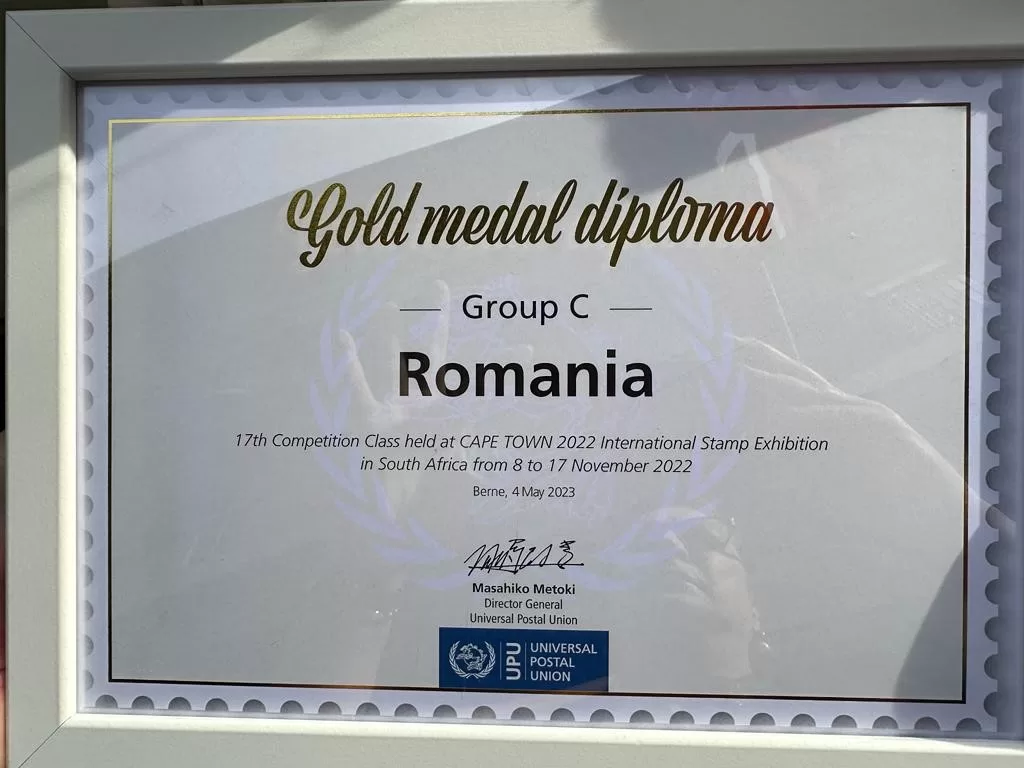 Gold medal diploma
Group C
Romania
17th Competition Class held at CAPE TOWN 2022 International Stamp Exhibition
in South Africa from 8 to 17 November 2022
Berne, 4 May 2023
Masahiko Metoki
Director General
Universal Postal Union
UPU
UNIVERSAL
POSTAL
UNION